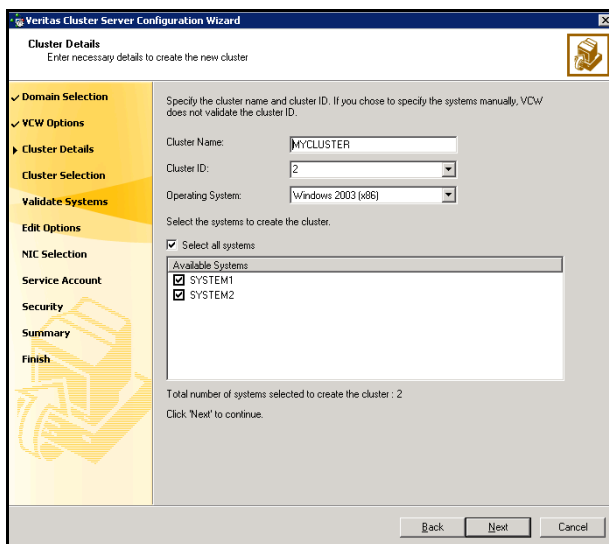 Veritas Cluster Server Configuration Wizard
Cluster Details
Enter necessary details to create the new cluster
Domain Selection
VCW Options
Cluster Details
Cluster Selection
Validate Systems
Edit Options
NIC Selection
Service Account
Security
Summary
Finish
Specify the cluster name and cluster ID. If you chose to specify the systems manually, VCW
does not validate the cluster ID.
Cluster Name: MYCLUSTER
Cluster ID: 2
Operating System: Windows 2003 (x86)
Select the systems to create the cluster.
Select all systems
Available Systems
SYSTEM1
SYSTEM2
Total number of systems selected to create the cluster : 2
Click 'Next' to continue.
Back Next Cancel